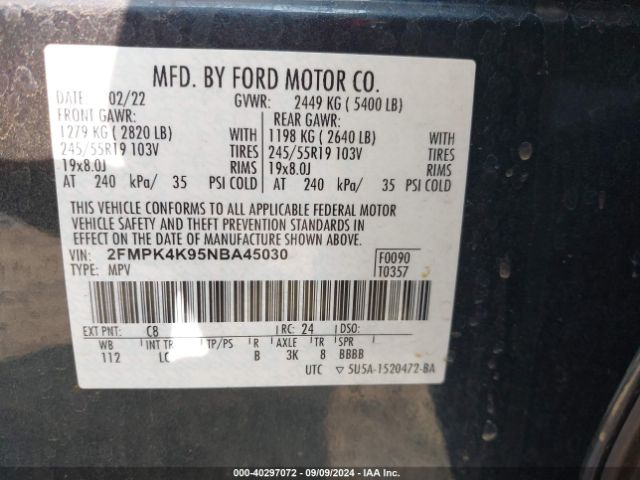 MFD. BY FORD MOTOR CO.
DATE 02/22 GVWR: 2449 KG ( 5400 LB)
FRONT GAWR: REAR GAWR:
1279 KG ( 2820 LB) WITH 1198 KG ( 2640 LB) WITH
245/55R19 103V TIRES 245/55R19 103V TIRES
19x8.0J RIMS 19x8.0J RIMS
AT 240 kPa/ 35 PSI COLD AT 240 kPa/ 35 PSI COLD
THIS VEHICLE CONFORMS TO ALL APPLICABLE FEDERAL MOTOR
VEHICLE SAFETY AND THEFT PREVENTION STANDARDS IN
EFFECT ON THE DATE OF MANUFACTURE SHOWN ABOVE.
VIN: 2FMPK4K95NBA45030 F0090
TYPE: MPV T0357
EXT PNT: C8 RC: 24 DSO:
WB INT TR TP/PS R AXLE TR SPR
112 LC B 3K 8 BBBB
UTC ▽ 5U5A-1520472-BA
000-40297072 - 09/09/2024 - IAA Inc.